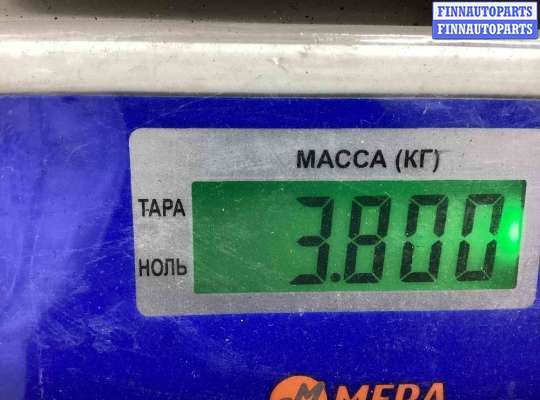 FINNAUTOPARTS
FINNAUTOPARTS
МАССА (КГ)
ТАРА
3.800
НОЛЬ
МЕРА